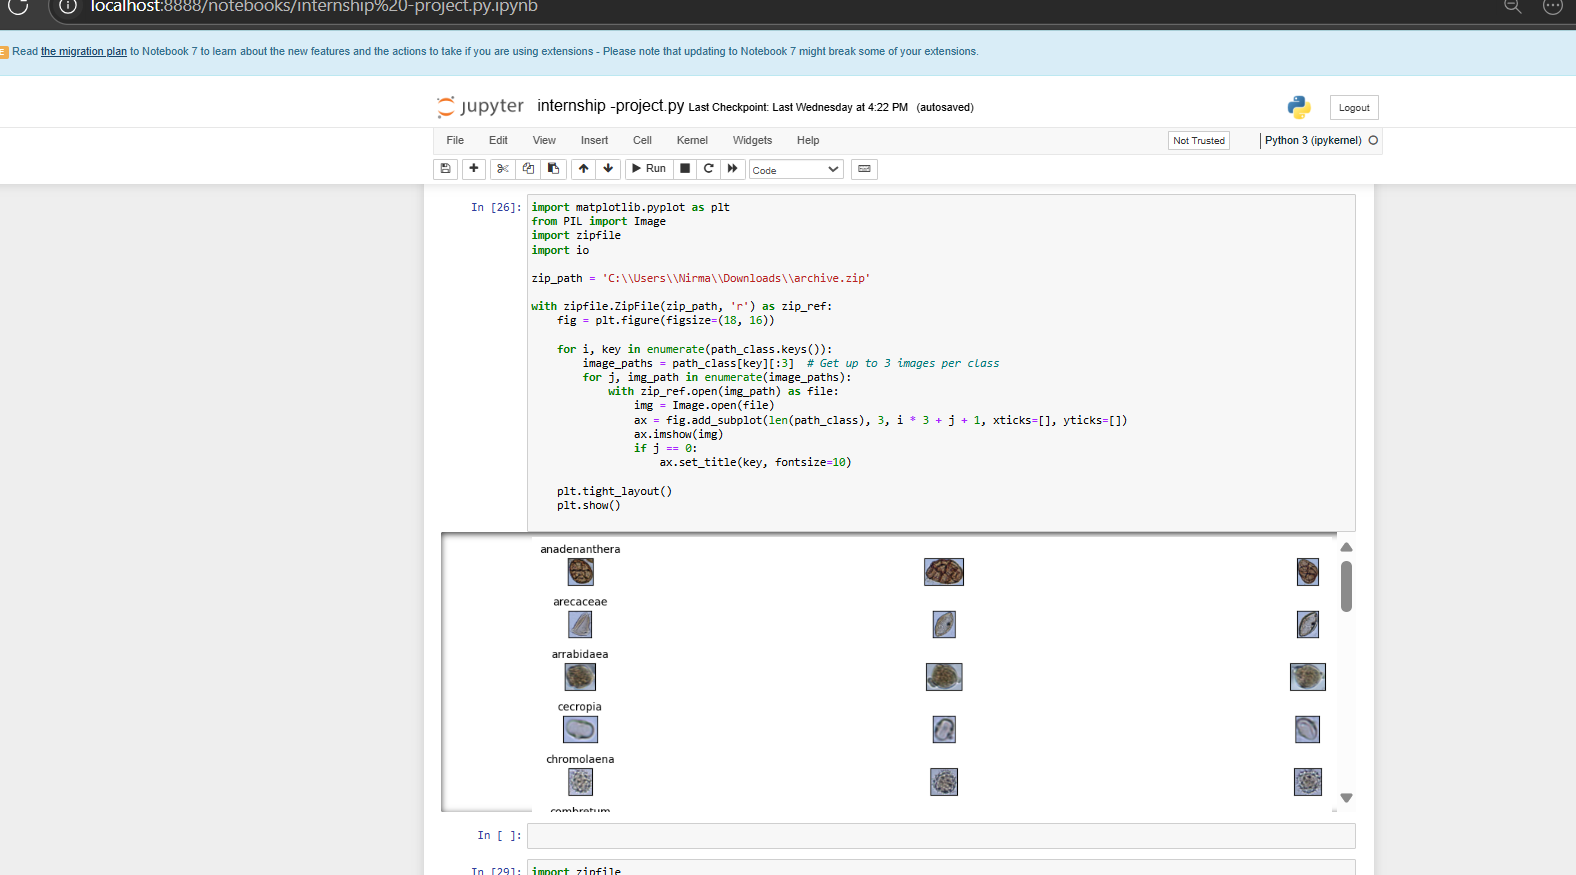 localhost:8888/notebooks/internship%20-project.py.ipynb
Read the migration plan to Notebook 7 to learn about the new features and the actions to take if you are using extensions - Please note that updating to Notebook 7 might break some of your extensions.
jupyter internship -project.py Last Checkpoint: Last Wednesday at 4:22 PM (autosaved)
Logout
File Edit View Insert Cell Kernel Widgets Help
Not Trusted
Python 3 (ipykernel)
Run
Code
In [26]:
import matplotlib.pyplot as plt
from PIL import Image
import zipfile
import io
zip_path = 'C:\\Users\\Nirma\\Downloads\\archive.zip'
with zipfile.ZipFile(zip_path, 'r') as zip_ref:
    fig = plt.figure(figsize=(18, 16))
    for i, key in enumerate(path_class.keys()):
        image_paths = path_class[key][:3]  # Get up to 3 images per class
        for j, img_path in enumerate(image_paths):
            with zip_ref.open(img_path) as file:
                img = Image.open(file)
                ax = fig.add_subplot(len(path_class), 3, i * 3 + j + 1, xticks=[], yticks=[])
                ax.imshow(img)
                if j == 0:
                    ax.set_title(key, fontsize=10)
    plt.tight_layout()
    plt.show()
anadenanthera
arecaceae
arrabidaea
cecropia
chromolaena
combretum
In [ ]:
In [29]:
import zipfile